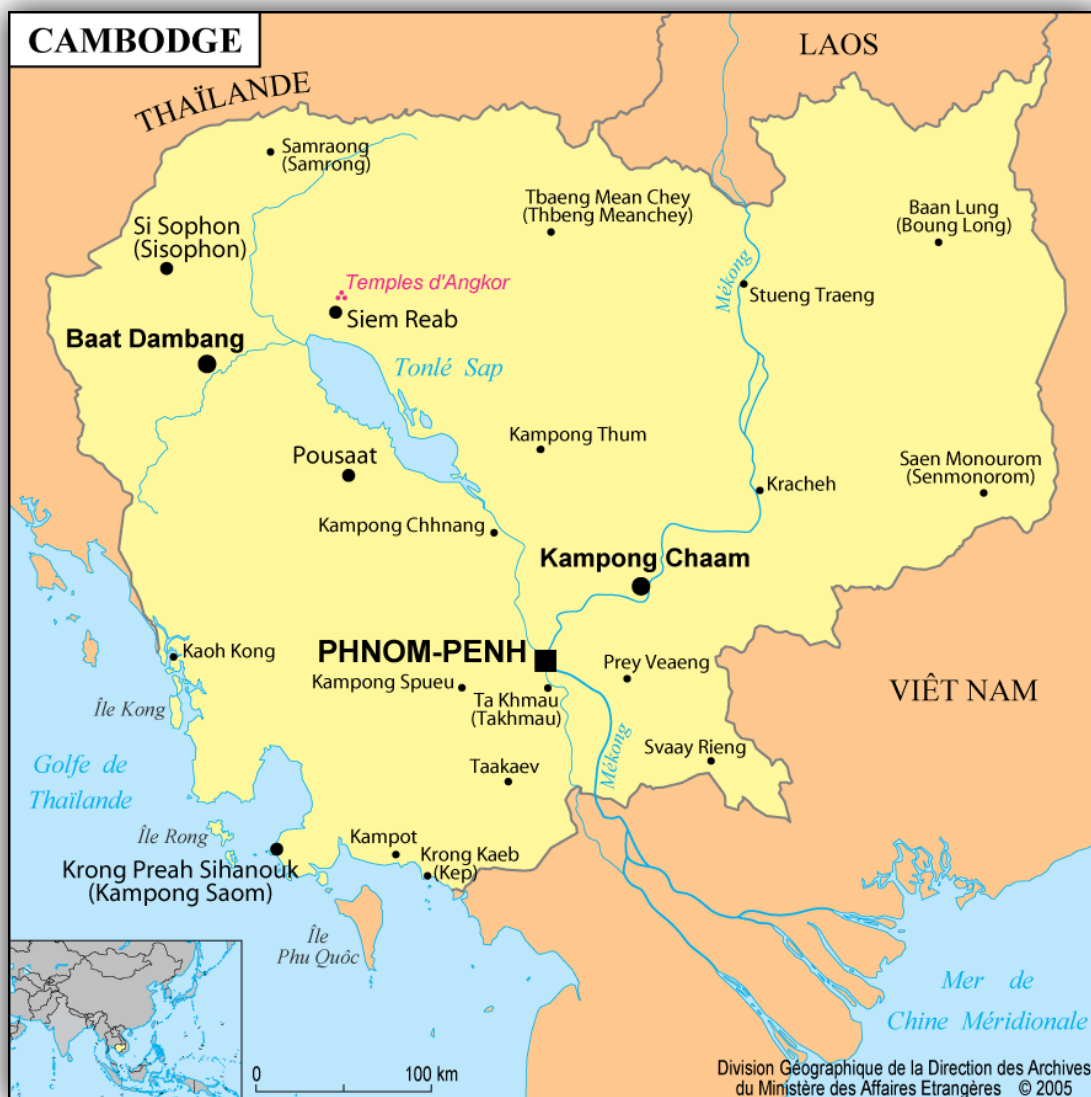 CAMBODGE
LAOS
THAÏLANDE
Samraong
(Samrong)
Tbaeng Mean Chey
(Thbeng Meanchey)
Baan Lung
(Boung Long)
Si Sophon
(Sisophon)
Mékong
Temples d'Angkor
Stueng Traeng
Siem Reab
Baat Dambang
Tonlé Sap
Kampong Thum
Pousaat
Saen Monourom
(Senmonorom)
Kracheh
Kampong Chhnang
Kampong Chaam
Kaoh Kong
PHNOM-PENH
Prey Veaeng
Kampong Spueu
Ta Khmau
(Takhmau)
VIÊT NAM
Île Kong
Svaay Rieng
Mékong
Golfe de
Thaïlande
Taakaev
Île Rong
Kampot
Krong Kaeb
(Kep)
Krong Preah Sihanouk
(Kampong Saom)
Île
Phu Quôc
Mer de
Chine Méridionale
0 100 km
Division Géographique de la Direction des Archives
du Ministère des Affaires Etrangères © 2005